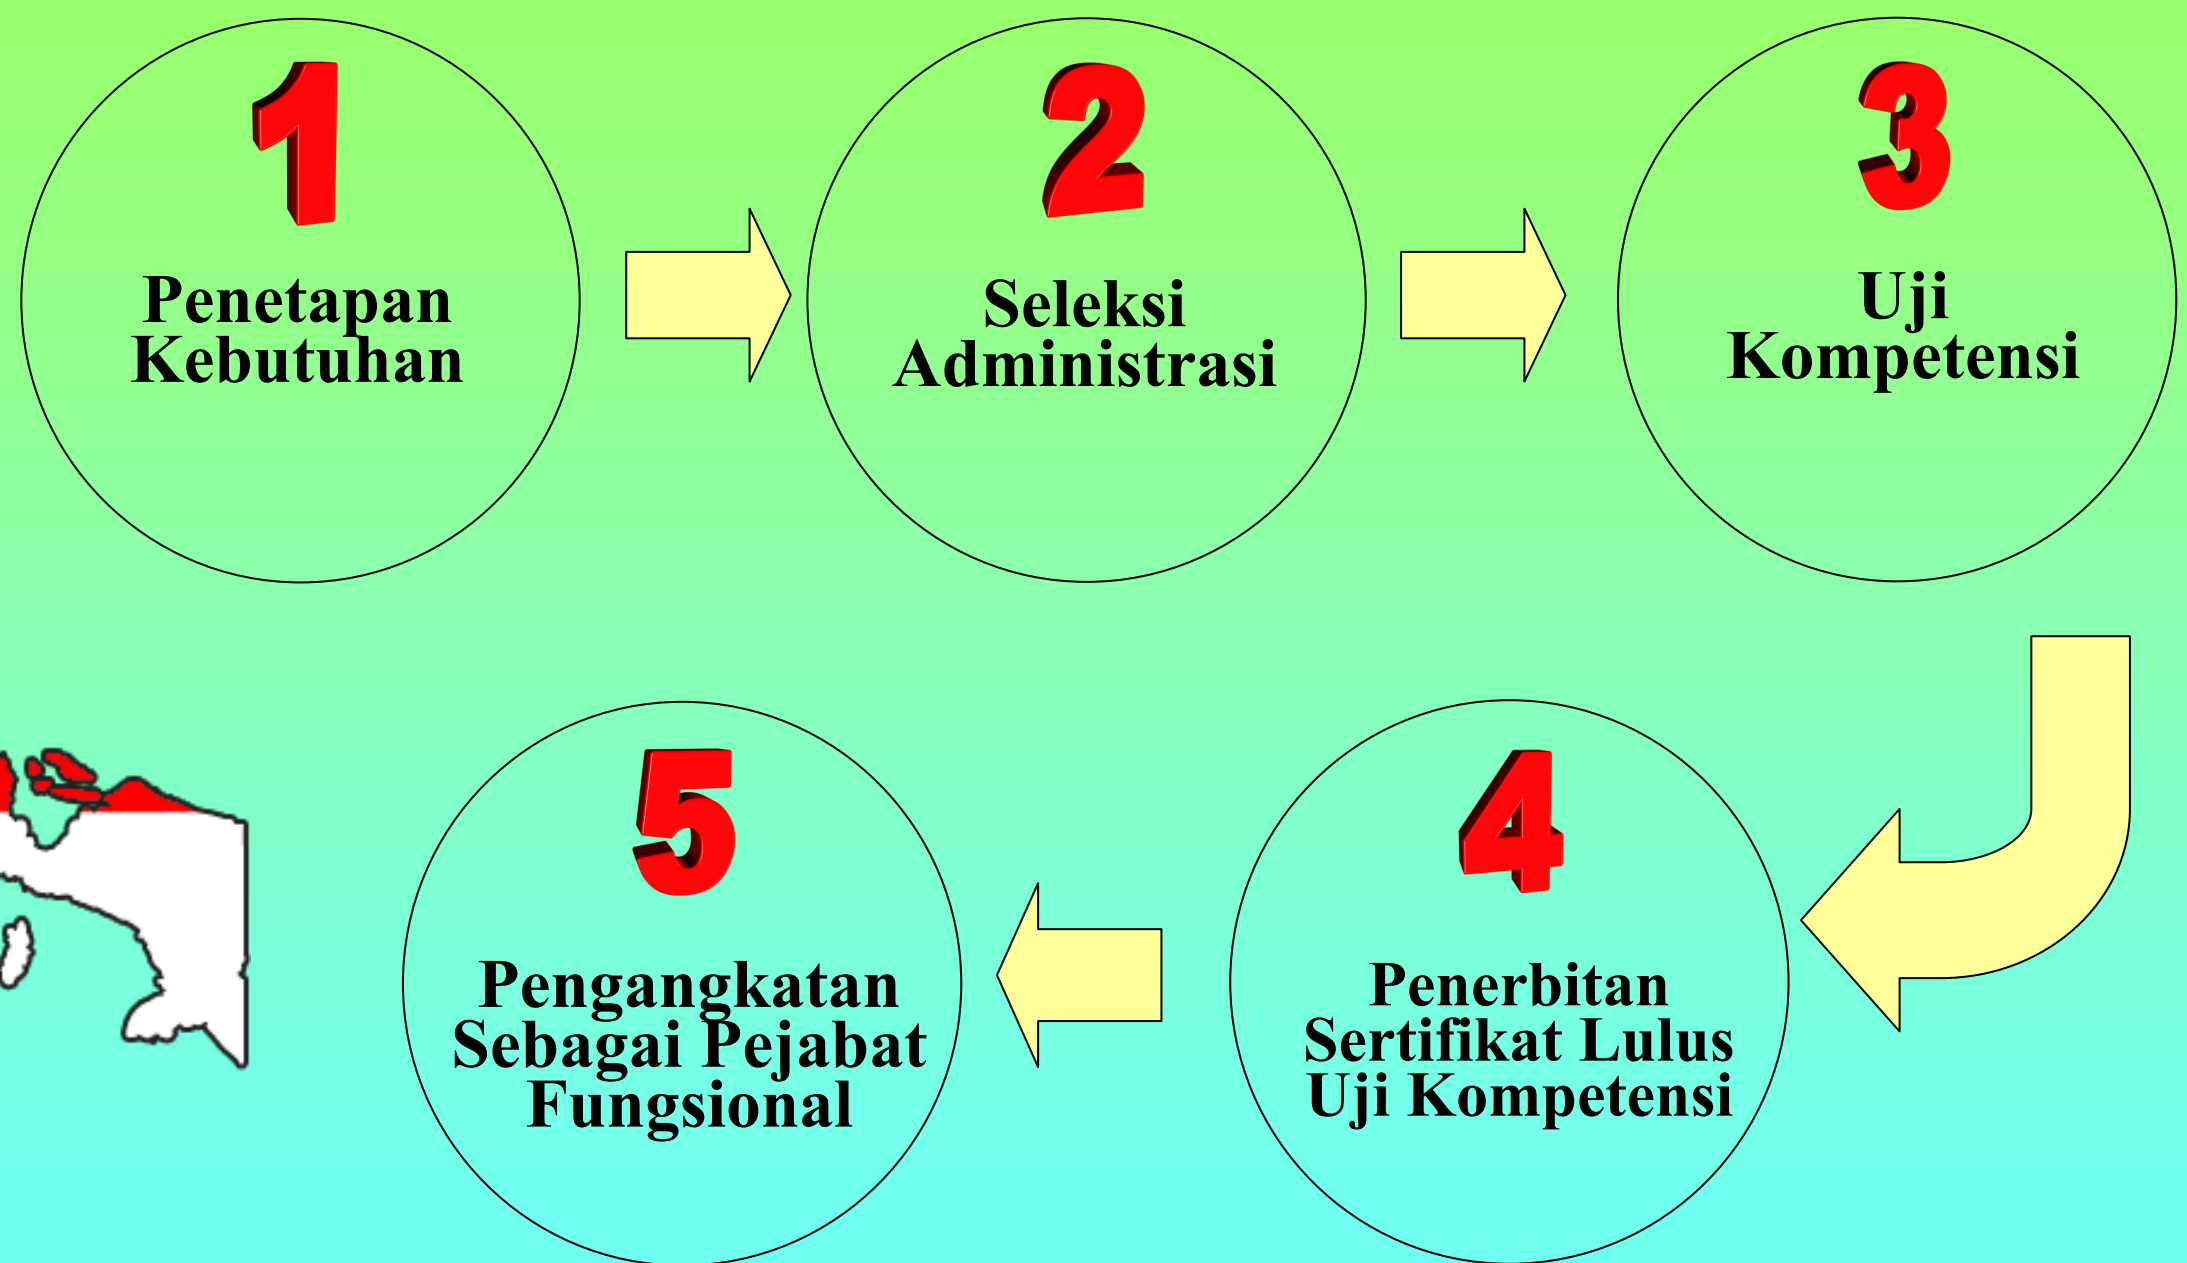 1
Penetapan
Kebutuhan
2
Seleksi
Administrasi
3
Uji
Kompetensi
4
Penerbitan
Sertifikat Lulus
Uji Kompetensi
5
Pengangkatan
Sebagai Pejabat
Fungsional